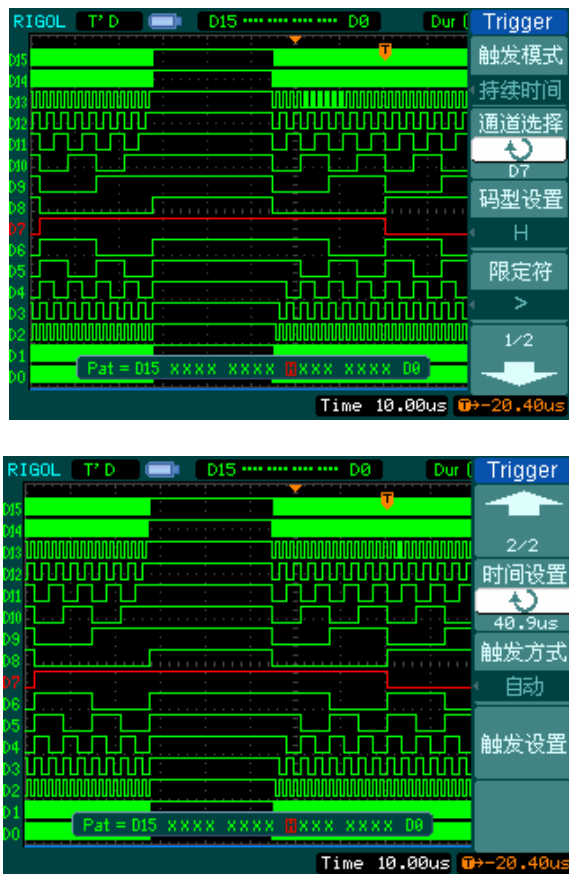 RIGOL T'D D15 •••• •••• •••• •••• D0 Dur ( Trigger
触发模式
持续时间
通道选择
D7
码型设置
H
限定符
>
1/2
D15
D14
D13
D12
D11
D10
D9
D8
D7
D6
D5
D4
D3
D2
D1
D0
T
Pat = D15 XXXX XXXX HXXX XXXX D0
Time 10.00us T→-20.40us
RIGOL T'D D15 •••• •••• •••• •••• D0 Dur ( Trigger
2/2
时间设置
40.9us
触发方式
自动
触发设置
D15
D14
D13
D12
D11
D10
D9
D8
D7
D6
D5
D4
D3
D2
D1
D0
T
Pat = D15 XXXX XXXX HXXX XXXX D0
Time 10.00us T→-20.40us